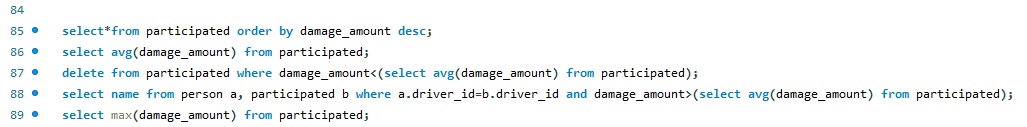 84
85 select*from participated order by damage_amount desc;
86 select avg(damage_amount) from participated;
87 delete from participated where damage_amount<(select avg(damage_amount) from participated);
88 select name from person a, participated b where a.driver_id=b.driver_id and damage_amount>(select avg(damage_amount) from participated);
89 select max(damage_amount) from participated;